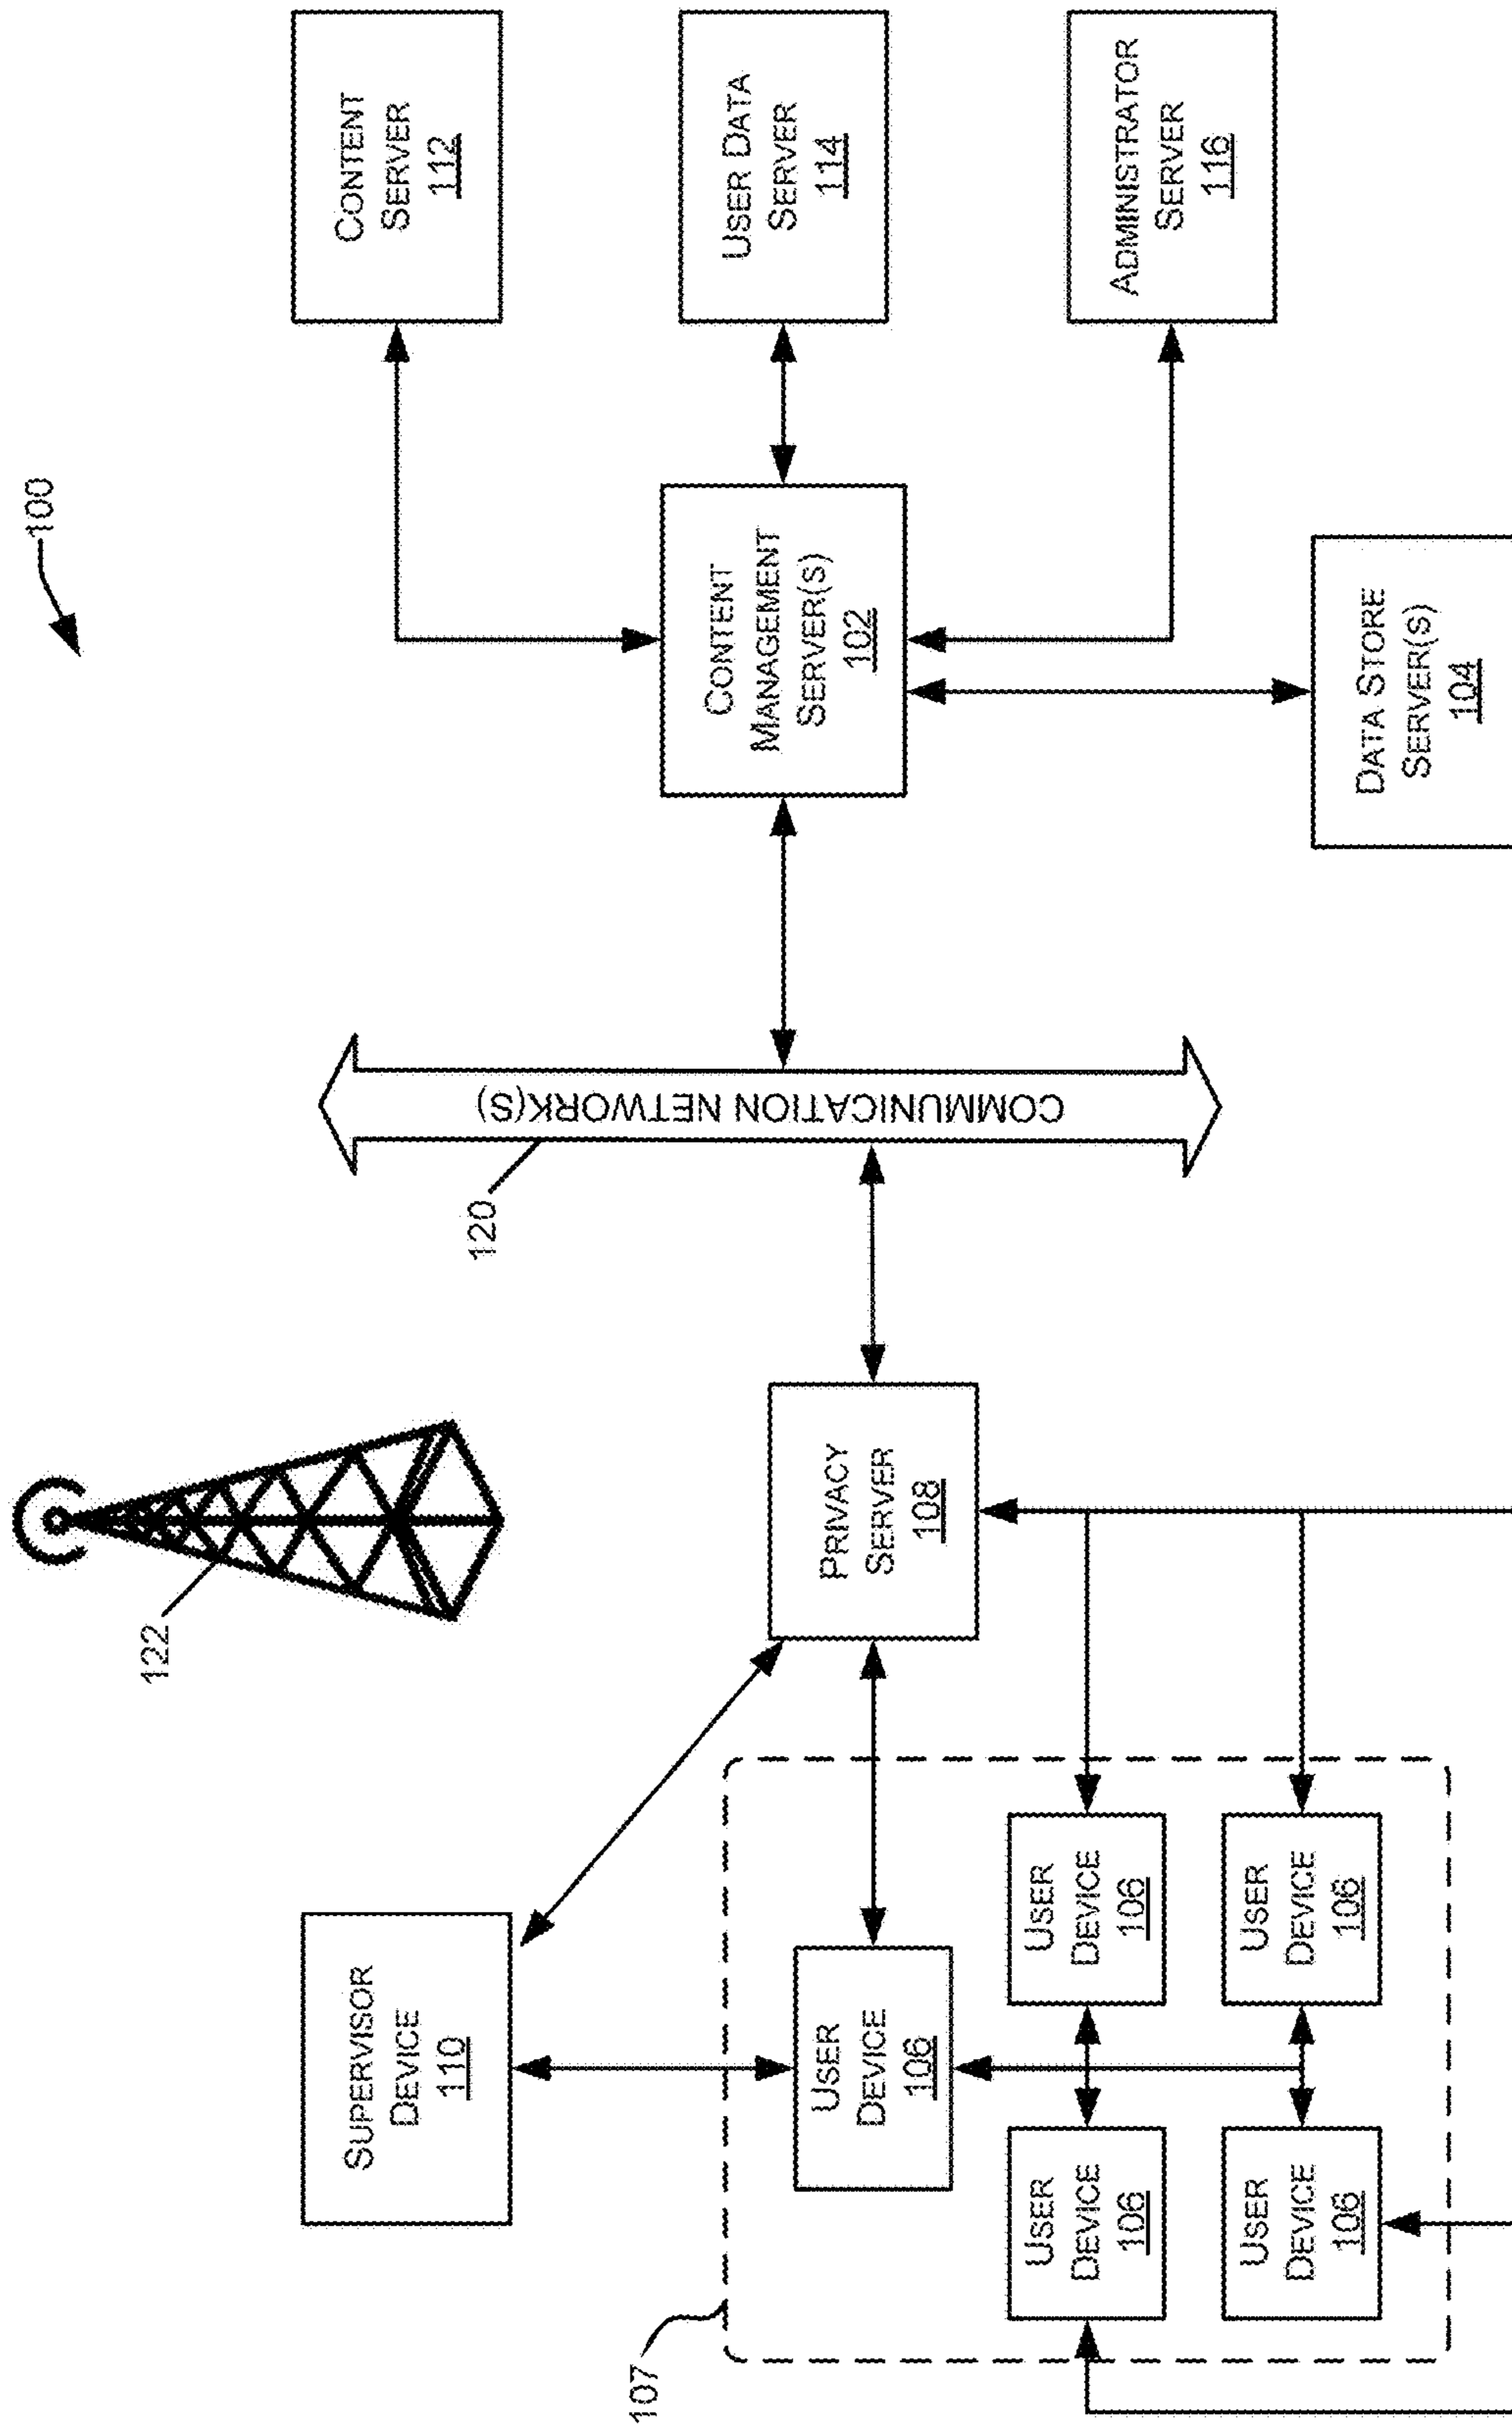 100
122
120
107
SUPERVISOR
DEVICE
110
PRIVACY
SERVER
108
COMMUNICATION NETWORK(S)
CONTENT
MANAGEMENT
SERVER(S)
102
CONTENT
SERVER
112
USER DATA
SERVER
114
ADMINISTRATOR
SERVER
116
DATA STORE
SERVER(S)
104
USER
DEVICE
106
USER
DEVICE
106
USER
DEVICE
106
USER
DEVICE
106
USER
DEVICE
106